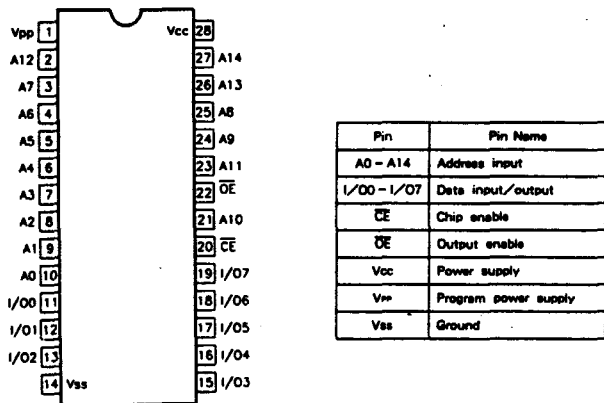 Vpp 1
A12 2
A7 3
A6 4
A5 5
A4 6
A3 7
A2 8
A1 9
A0 10
I/O0 11
I/O1 12
I/O2 13
14 Vss
Vcc 28
27 A14
26 A13
25 A8
24 A9
23 A11
22 O̅E̅
21 A10
20 C̅E̅
19 I/O7
18 I/O6
17 I/O5
16 I/O4
15 I/O3
Pin Pin Name
A0 - A14 Address input
I/O0 - I/O7 Data input/output
C̅E̅ Chip enable
O̅E̅ Output enable
Vcc Power supply
VPP Program power supply
Vss Ground